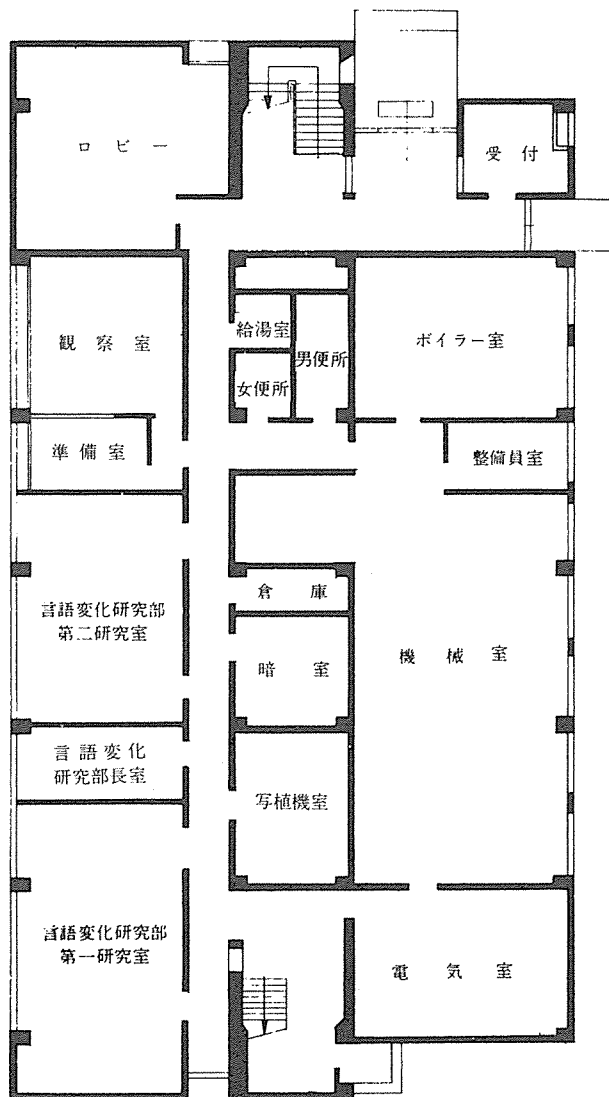 ロビー
受付
観察室
給湯室
男便所
女便所
ボイラー室
準備室
整備員室
言語変化研究部
第二研究室
倉庫
暗室
機械室
言語変化
研究部長室
写植機室
言語変化研究部
第一研究室
電気室